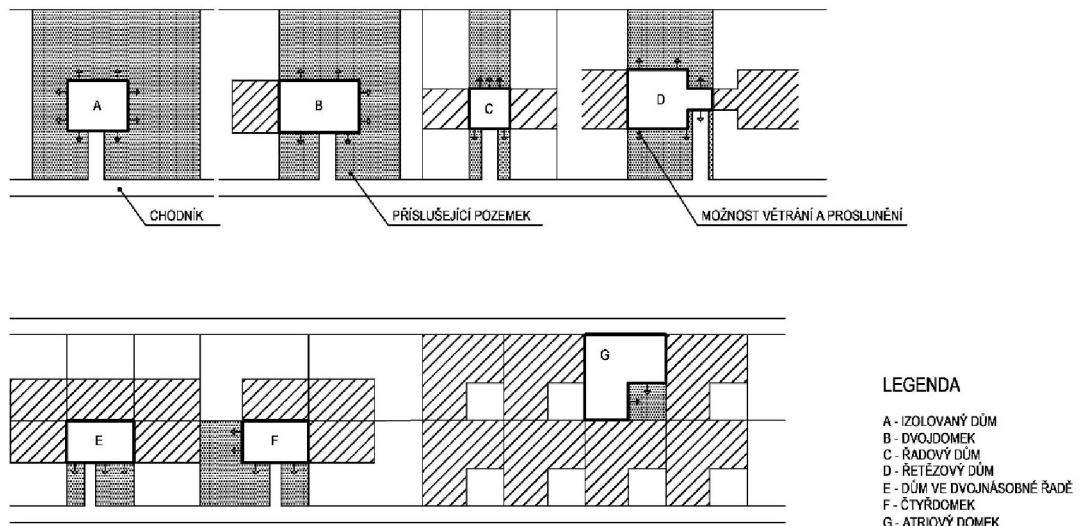 A
B
C
D
CHODNÍK
PŘÍSLUŠEJÍCÍ POZEMEK
MOŽNOST VĚTRÁNÍ A PROSLUNĚNÍ
G
E
F
LEGENDA
A - IZOLOVANÝ DŮM
B - DVOJDOMEK
C - ŘADOVÝ DŮM
D - ŘETĚZOVÝ DŮM
E - DŮM VE DVOJNÁSOBNÉ ŘADĚ
F - ČTYŘDOMEK
G - ATRIOVÝ DOMEK